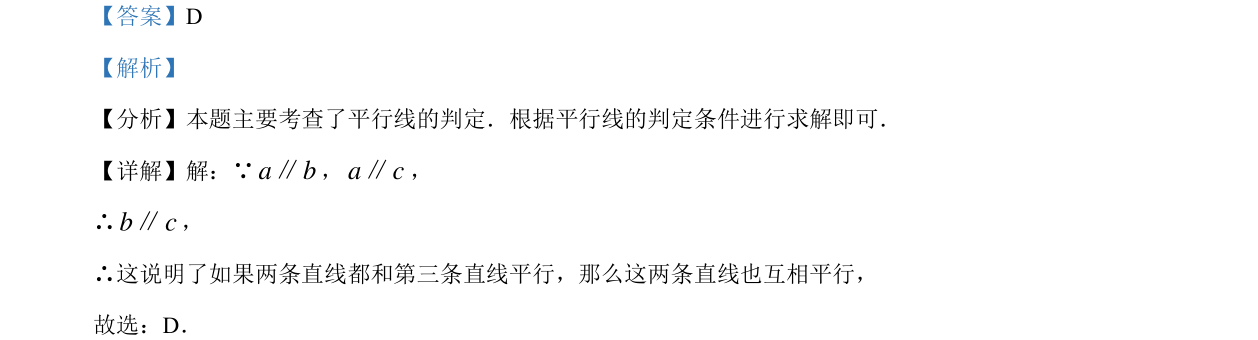 【答案】D
【解析】
【分析】本题主要考查了平行线的判定．根据平行线的判定条件进行求解即可．
【详解】解：∵a∥b，a∥c，
∴b∥c，
∴这说明了如果两条直线都和第三条直线平行，那么这两条直线也互相平行，
故选：D．